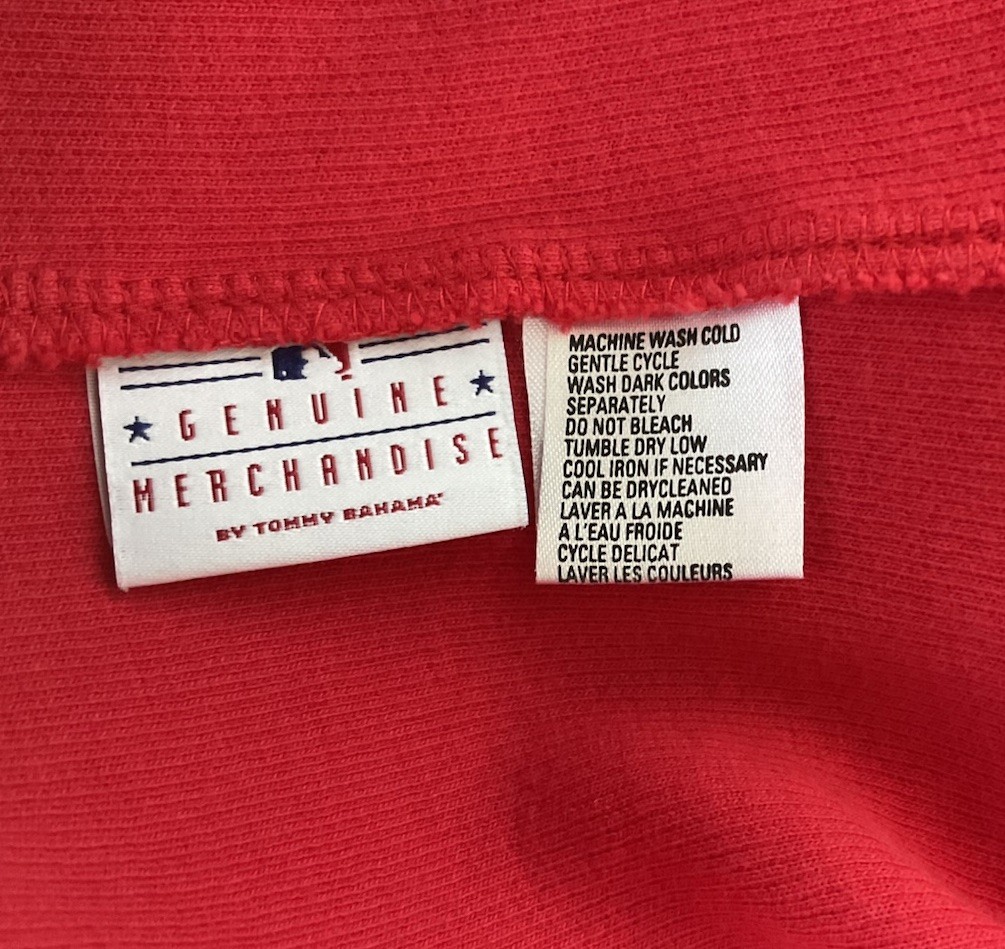 GENUINE
MERCHANDISE
BY TOMMY BAHAMA
MACHINE WASH COLD
GENTLE CYCLE
WASH DARK COLORS
SEPARATELY
DO NOT BLEACH
TUMBLE DRY LOW
COOL IRON IF NECESSARY
CAN BE DRYCLEANED
LAVER A LA MACHINE
A L'EAU FROIDE
CYCLE DELICAT
LAVER LES COULEURS